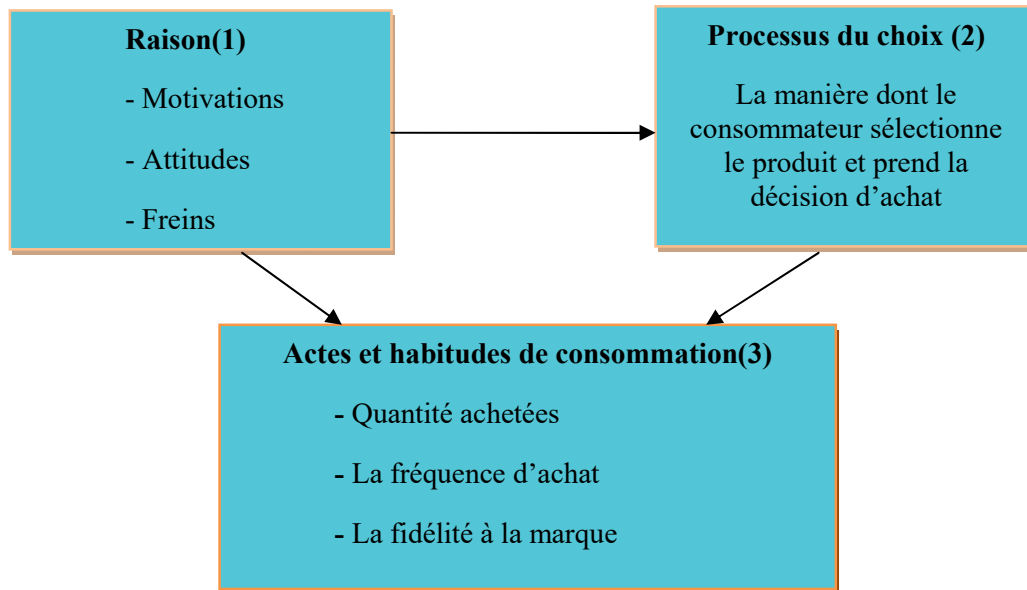 Raison(1)
- Motivations
- Attitudes
- Freins
Processus du choix (2)
La manière dont le
consommateur sélectionne
le produit et prend la
décision d’achat
Actes et habitudes de consommation(3)
- Quantité achetées
- La fréquence d’achat
- La fidélité à la marque